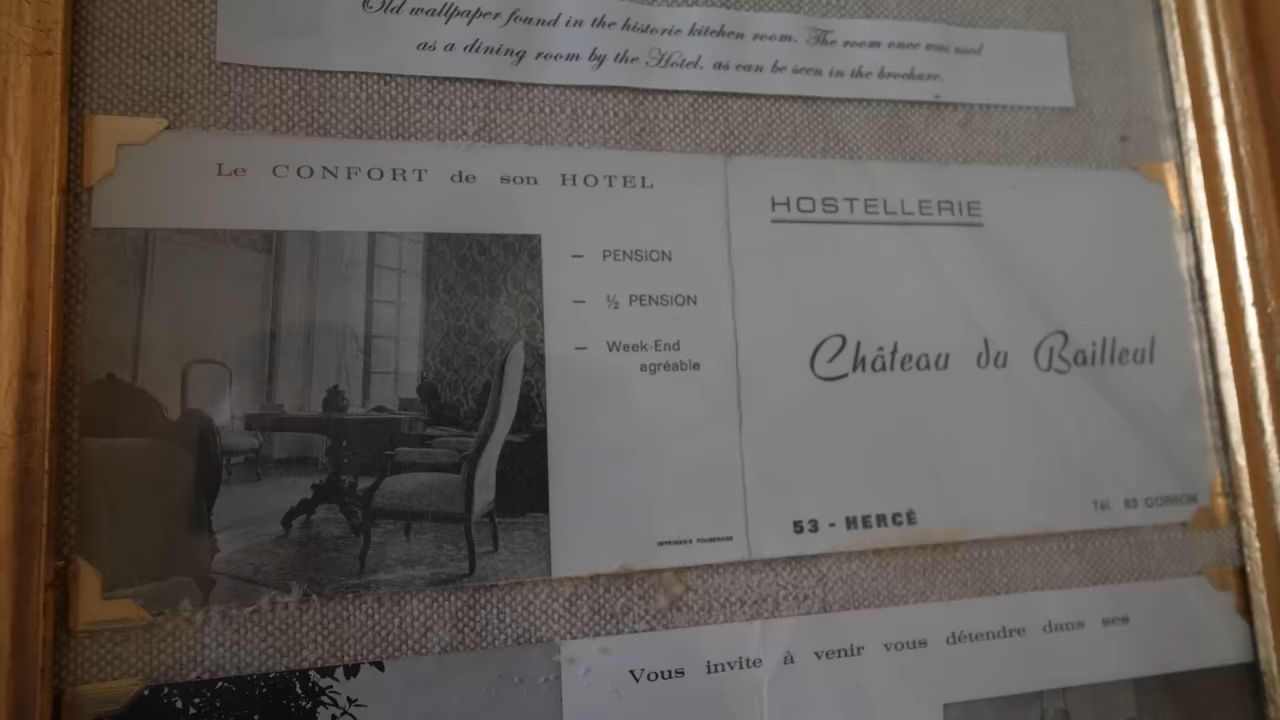 Old wallpaper found in the historic kitchen room. The room once was used
as a dining room by the Hotel, as can be seen in the brochure.
Le CONFORT de son HOTEL
— PENSION
— ½ PENSION
— Week-End
agréable
HOSTELLERIE
Château du Bailleul
53 - HERCÉ
Tél. 63 GORRON
Vous invite à venir vous détendre dans ses